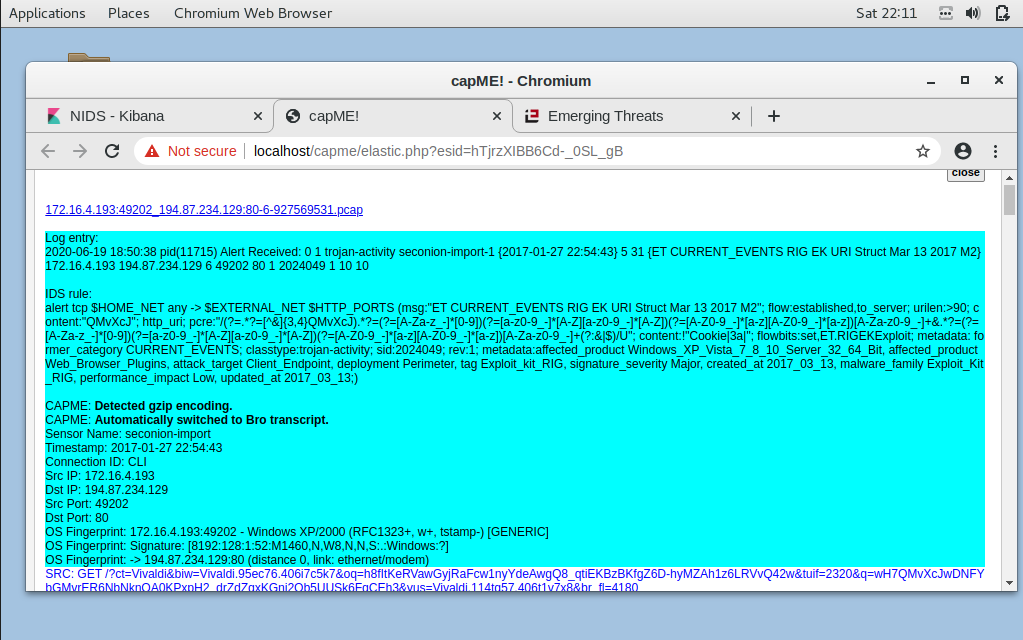 Applications Places Chromium Web Browser Sat 22:11
capME! - Chromium
NIDS - Kibana capME! Emerging Threats
Not secure localhost/capme/elastic.php?esid=hTjrzXIBB6Cd-_0SL_gB
close
172.16.4.193:49202_194.87.234.129:80-6-927569531.pcap
Log entry:
2020-06-19 18:50:38 pid(11715) Alert Received: 0 1 trojan-activity seconion-import-1 {2017-01-27 22:54:43} 5 31 {ET CURRENT_EVENTS RIG EK URI Struct Mar 13 2017 M2}
172.16.4.193 194.87.234.129 6 49202 80 1 2024049 1 10 10
IDS rule:
alert tcp $HOME_NET any -> $EXTERNAL_NET $HTTP_PORTS (msg:"ET CURRENT_EVENTS RIG EK URI Struct Mar 13 2017 M2"; flow:established,to_server; urilen:>90; c
ontent:"QMvXcJ"; http_uri; pcre:"/(?=.*?=[^&]{3,4}QMvXcJ).*?=(?=[A-Za-z_-]*[0-9])(?=[a-z0-9_-]*[A-Z][a-z0-9_-]*[A-Z])(?=[A-Z0-9_-]*[a-z][A-Z0-9_-]*[a-z])[A-Za-z0-9_-]+&.*?=(?=
[A-Za-z_-]*[0-9])(?=[a-z0-9_-]*[A-Z][a-z0-9_-]*[A-Z])(?=[A-Z0-9_-]*[a-z][A-Z0-9_-]*[a-z])[A-Za-z0-9_-]+(?:&|$)/U"; content:!"Cookie|3a|"; flowbits:set,ET.RIGEKExploit; metadata: fo
rmer_category CURRENT_EVENTS; classtype:trojan-activity; sid:2024049; rev:1; metadata:affected_product Windows_XP_Vista_7_8_10_Server_32_64_Bit, affected_product
Web_Browser_Plugins, attack_target Client_Endpoint, deployment Perimeter, tag Exploit_kit_RIG, signature_severity Major, created_at 2017_03_13, malware_family Exploit_Kit
_RIG, performance_impact Low, updated_at 2017_03_13;)
CAPME: Detected gzip encoding.
CAPME: Automatically switched to Bro transcript.
Sensor Name: seconion-import
Timestamp: 2017-01-27 22:54:43
Connection ID: CLI
Src IP: 172.16.4.193
Dst IP: 194.87.234.129
Src Port: 49202
Dst Port: 80
OS Fingerprint: 172.16.4.193:49202 - Windows XP/2000 (RFC1323+, w+, tstamp-) [GENERIC]
OS Fingerprint: Signature: [8192:128:1:52:M1460,N,W8,N,N,S:.:Windows:?]
OS Fingerprint: -> 194.87.234.129:80 (distance 0, link: ethernet/modem)
SRC: GET /?ct=Vivaldi&biw=Vivaldi.95ec76.406i7c5k7&oq=h8fItKeRVawGyjRaFcw1nyYdeAwgQ8_qtiEKBzBKfgZ6D-hyMZAh1z6LRVvQ42w&tuif=2320&q=wH7QMvXcJwDNFY